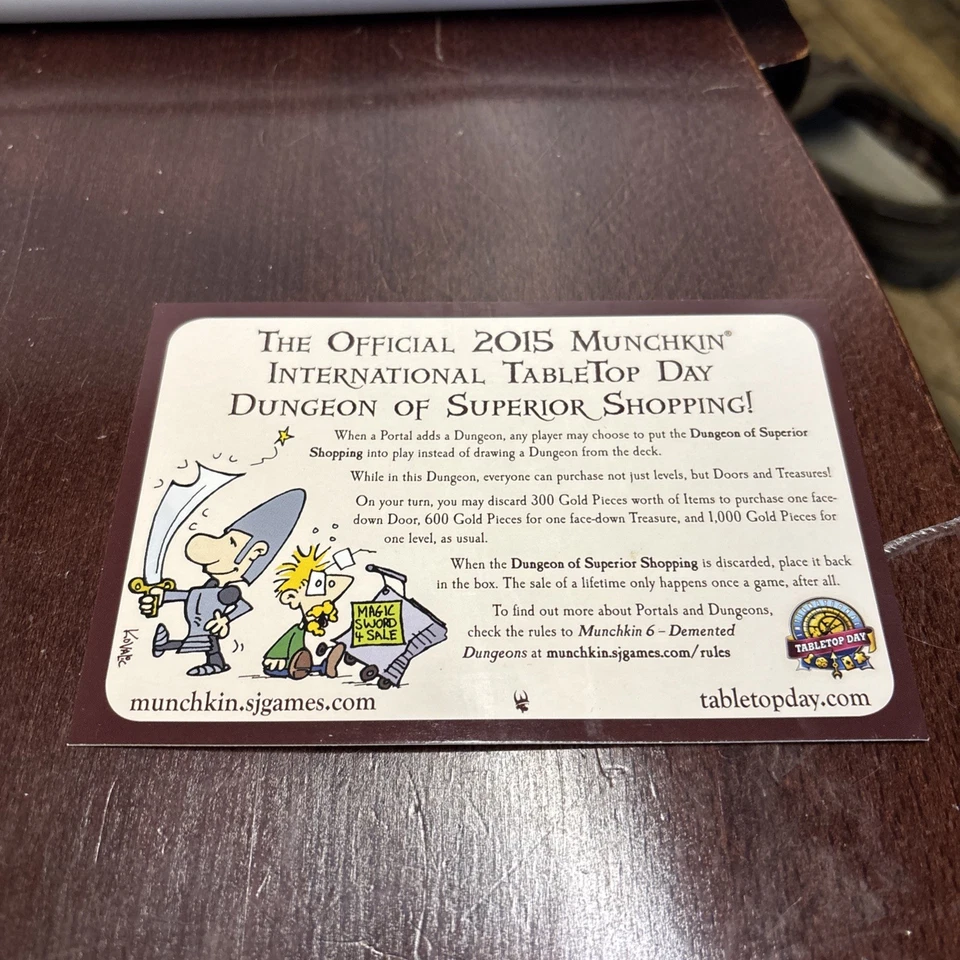 The Official 2015 Munchkin®
International TableTop Day
Dungeon of Superior Shopping!
When a Portal adds a Dungeon, any player may choose to put the Dungeon of Superior
Shopping into play instead of drawing a Dungeon from the deck.
While in this Dungeon, everyone can purchase not just levels, but Doors and Treasures!
On your turn, you may discard 300 Gold Pieces worth of Items to purchase one face-
down Door, 600 Gold Pieces for one face-down Treasure, and 1,000 Gold Pieces for
one level, as usual.
When the Dungeon of Superior Shopping is discarded, place it back
in the box. The sale of a lifetime only happens once a game, after all.
To find out more about Portals and Dungeons,
check the rules to Munchkin 6 – Demented
Dungeons at munchkin.sjgames.com/rules
MAGIC
SWORD
4 SALE
Kovalic
TABLETOP DAY
munchkin.sjgames.com
tabletopday.com